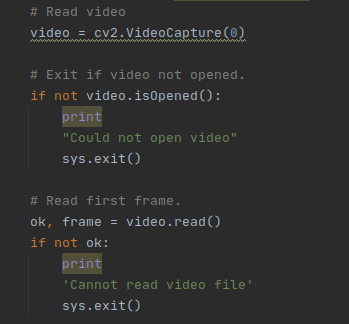 # Read video
video = cv2.VideoCapture(0)
# Exit if video not opened.
if not video.isOpened():
print
"Could not open video"
sys.exit()
# Read first frame.
ok, frame = video.read()
if not ok:
print
'Cannot read video file'
sys.exit()